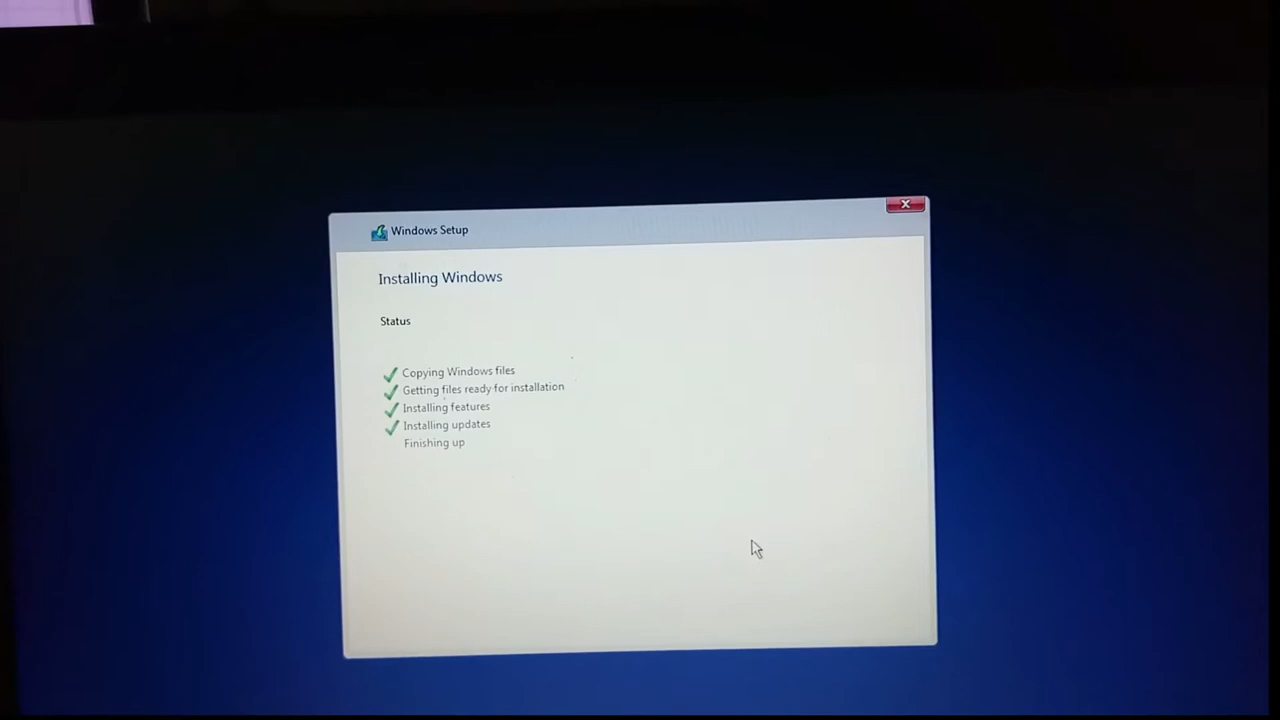 Windows Setup
Installing Windows
Status
Copying Windows files
Getting files ready for installation
Installing features
Installing updates
Finishing up